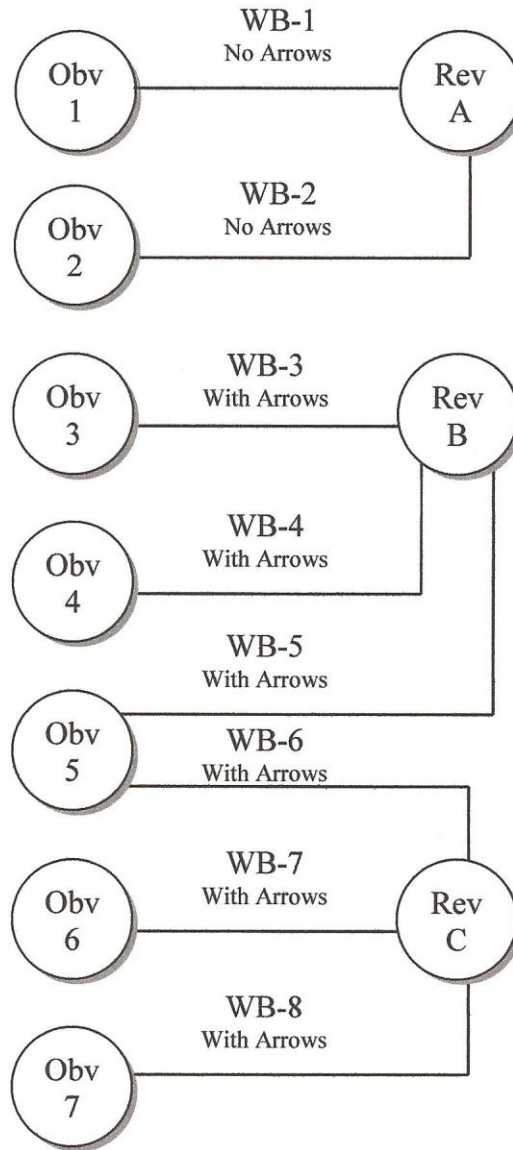 WB-1
No Arrows
Obv
1
Rev
A
WB-2
No Arrows
Obv
2
WB-3
With Arrows
Obv
3
Rev
B
WB-4
With Arrows
Obv
4
WB-5
With Arrows
Obv
5
WB-6
With Arrows
WB-7
With Arrows
Obv
6
Rev
C
WB-8
With Arrows
Obv
7